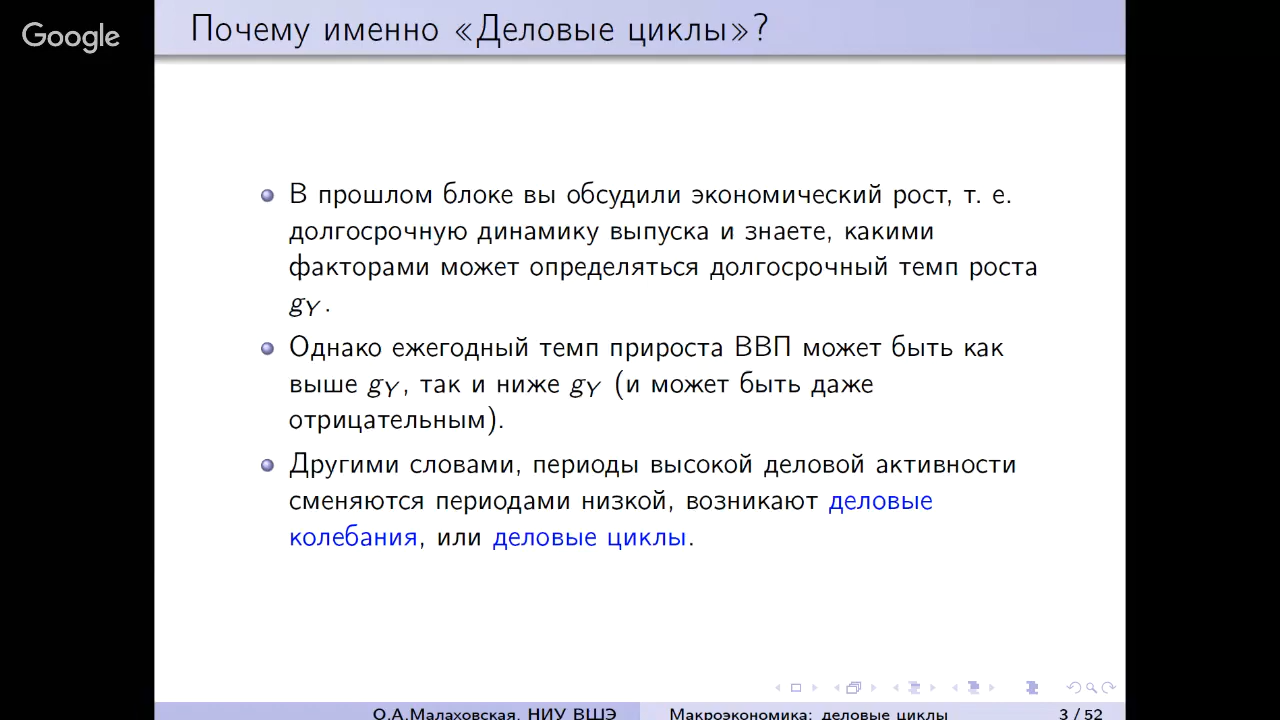 Google
Почему именно «Деловые циклы»?
В прошлом блоке вы обсудили экономический рост, т. е.
долгосрочную динамику выпуска и знаете, какими
факторами может определяться долгосрочный темп роста
gY.
Однако ежегодный темп прироста ВВП может быть как
выше gY, так и ниже gY (и может быть даже
отрицательным).
Другими словами, периоды высокой деловой активности
сменяются периодами низкой, возникают деловые
колебания, или деловые циклы.
О.А.Малаховская, НИУ ВШЭ
Макроэкономика: деловые циклы
3 / 52